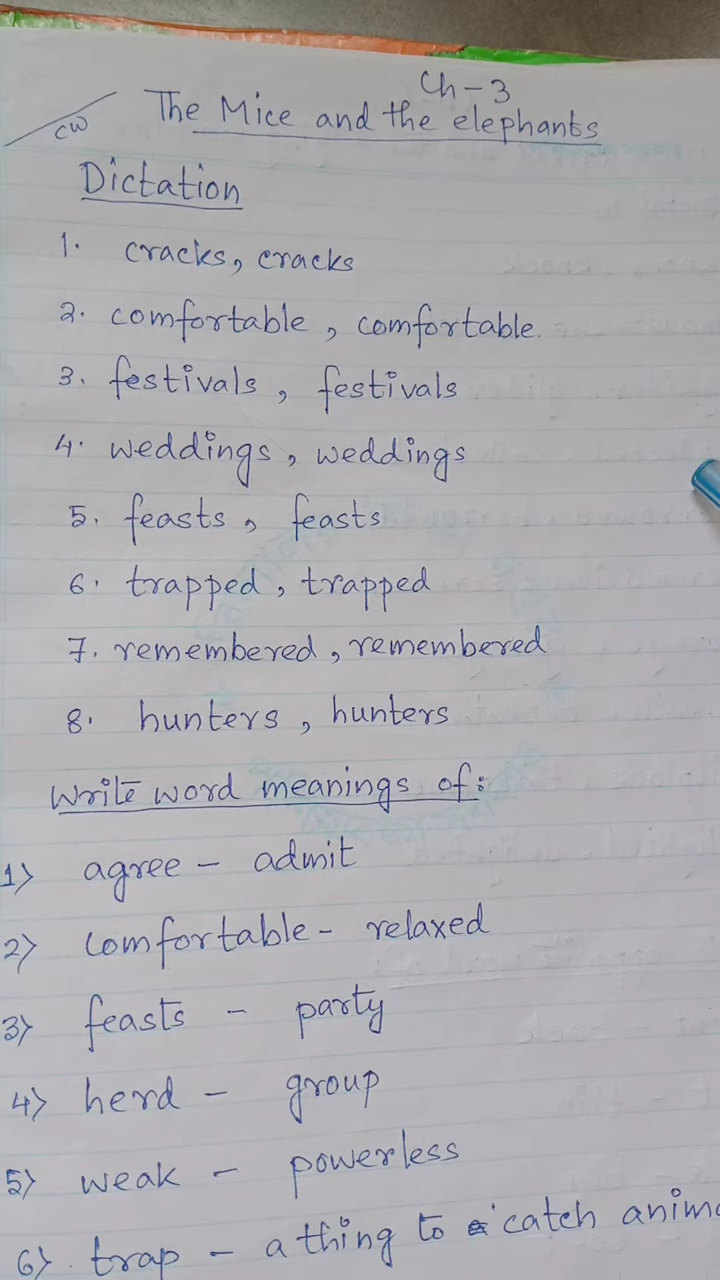 Ch-3
CW The Mice and the elephants
Dictation
1. cracks, cracks
2. comfortable, comfortable.
3. festivals, festivals
4. weddings, weddings
5. feasts, feasts
6. trapped, trapped
7. remembered, remembered
8. hunters, hunters
Write word meanings of:
1) agree - admit
2) comfortable - relaxed
3) feasts - party
4) herd - group
5) weak - powerless
6) trap - a thing to catch anima